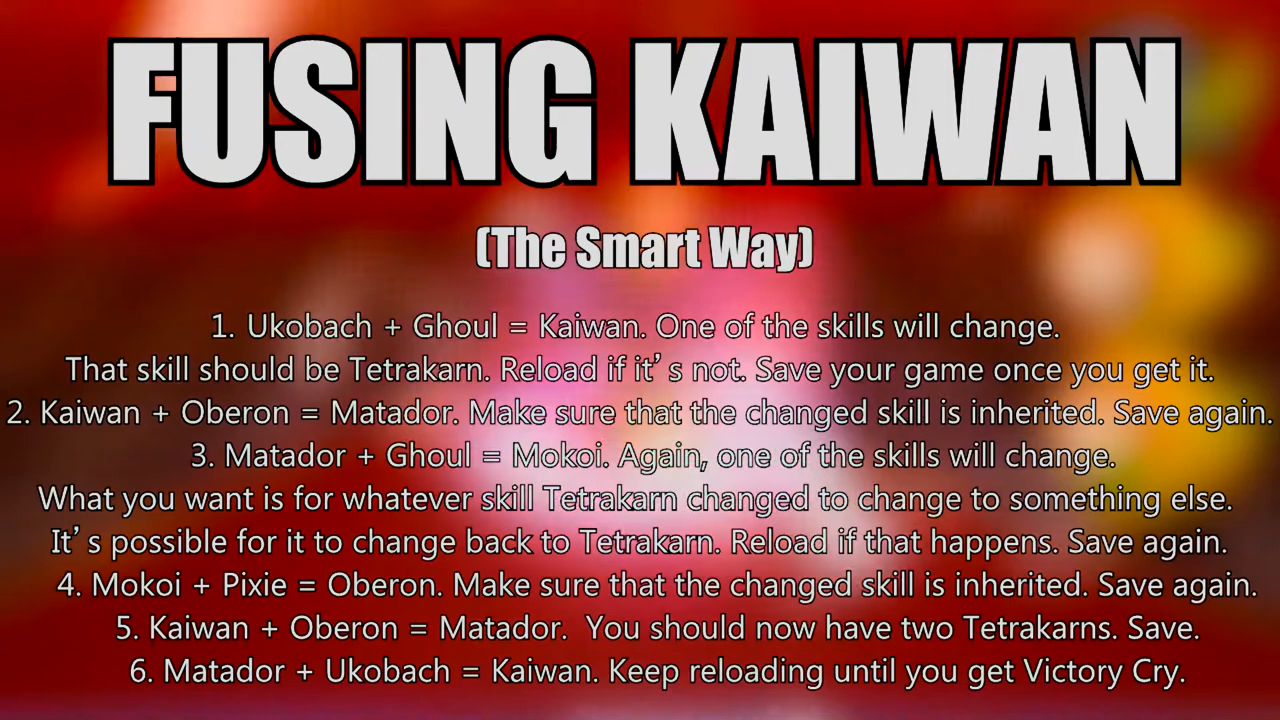 FUSING KAIWAN
(The Smart Way)
1. Ukobach + Ghoul = Kaiwan. One of the skills will change.
That skill should be Tetrakarn. Reload if it's not. Save your game once you get it.
2. Kaiwan + Oberon = Matador. Make sure that the changed skill is inherited. Save again.
3. Matador + Ghoul = Mokoi. Again, one of the skills will change.
What you want is for whatever skill Tetrakarn changed to change to something else.
It's possible for it to change back to Tetrakarn. Reload if that happens. Save again.
4. Mokoi + Pixie = Oberon. Make sure that the changed skill is inherited. Save again.
5. Kaiwan + Oberon = Matador.  You should now have two Tetrakarns. Save.
6. Matador + Ukobach = Kaiwan. Keep reloading until you get Victory Cry.